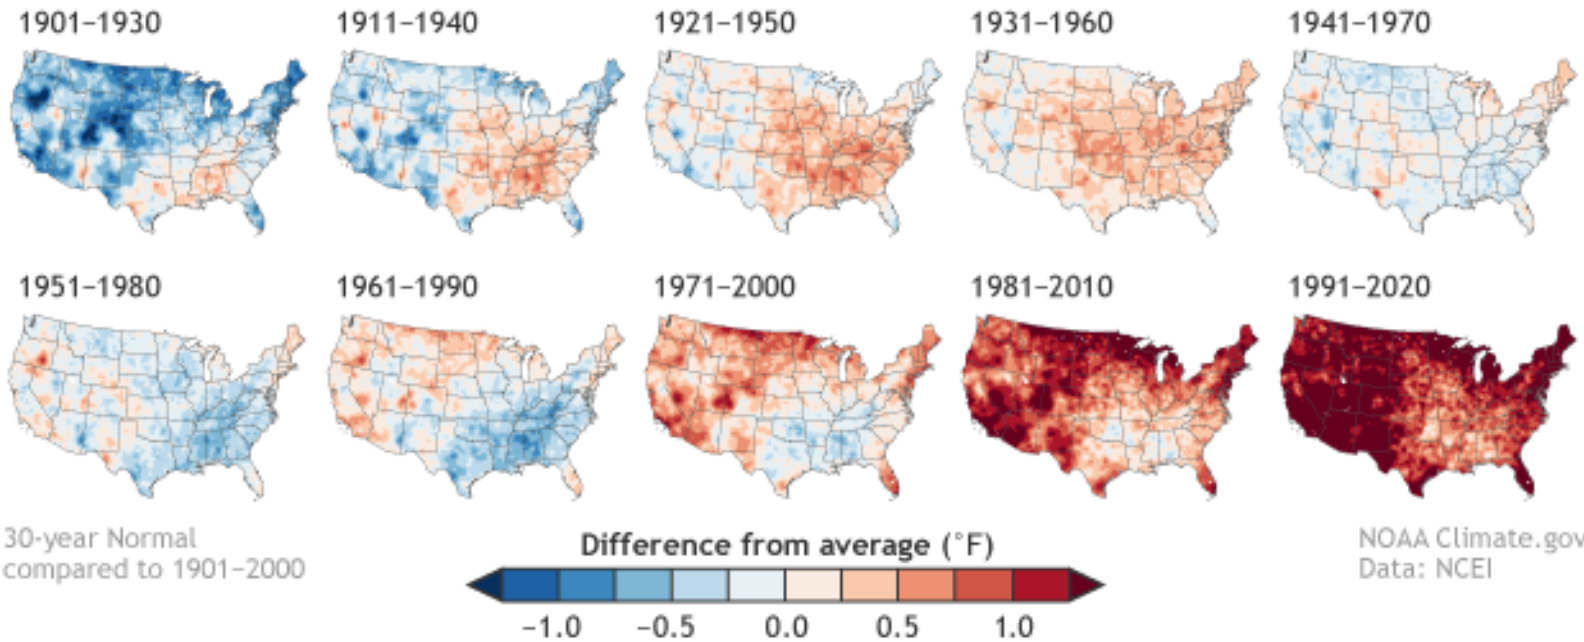 1901–1930
1911–1940
1921–1950
1931–1960
1941–1970
1951–1980
1961–1990
1971–2000
1981–2010
1991–2020
30-year Normal
compared to 1901–2000
Difference from average (°F)
−1.0 −0.5 0.0 0.5 1.0
NOAA Climate.gov
Data: NCEI